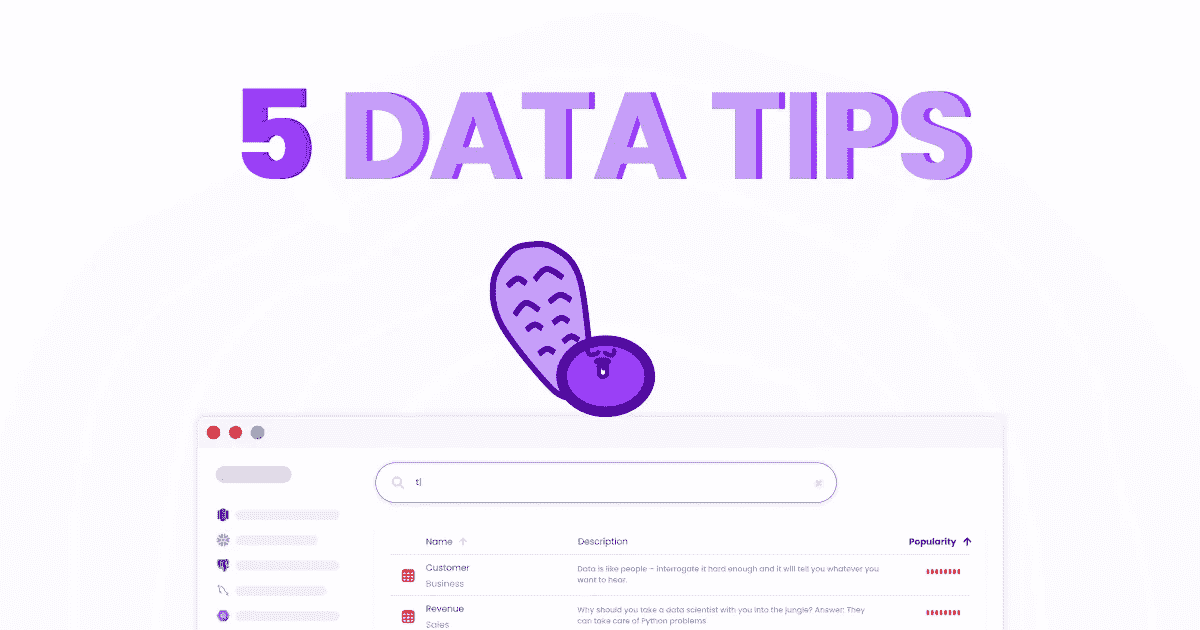 5 DATA TIPS
t
Name
Description
Popularity
Customer
Business
Data is like people – interrogate it hard enough and it will tell you whatever you
want to hear.
Revenue
Sales
Why should you take a data scientist with you into the jungle? Answer: They
can take care of Python problems